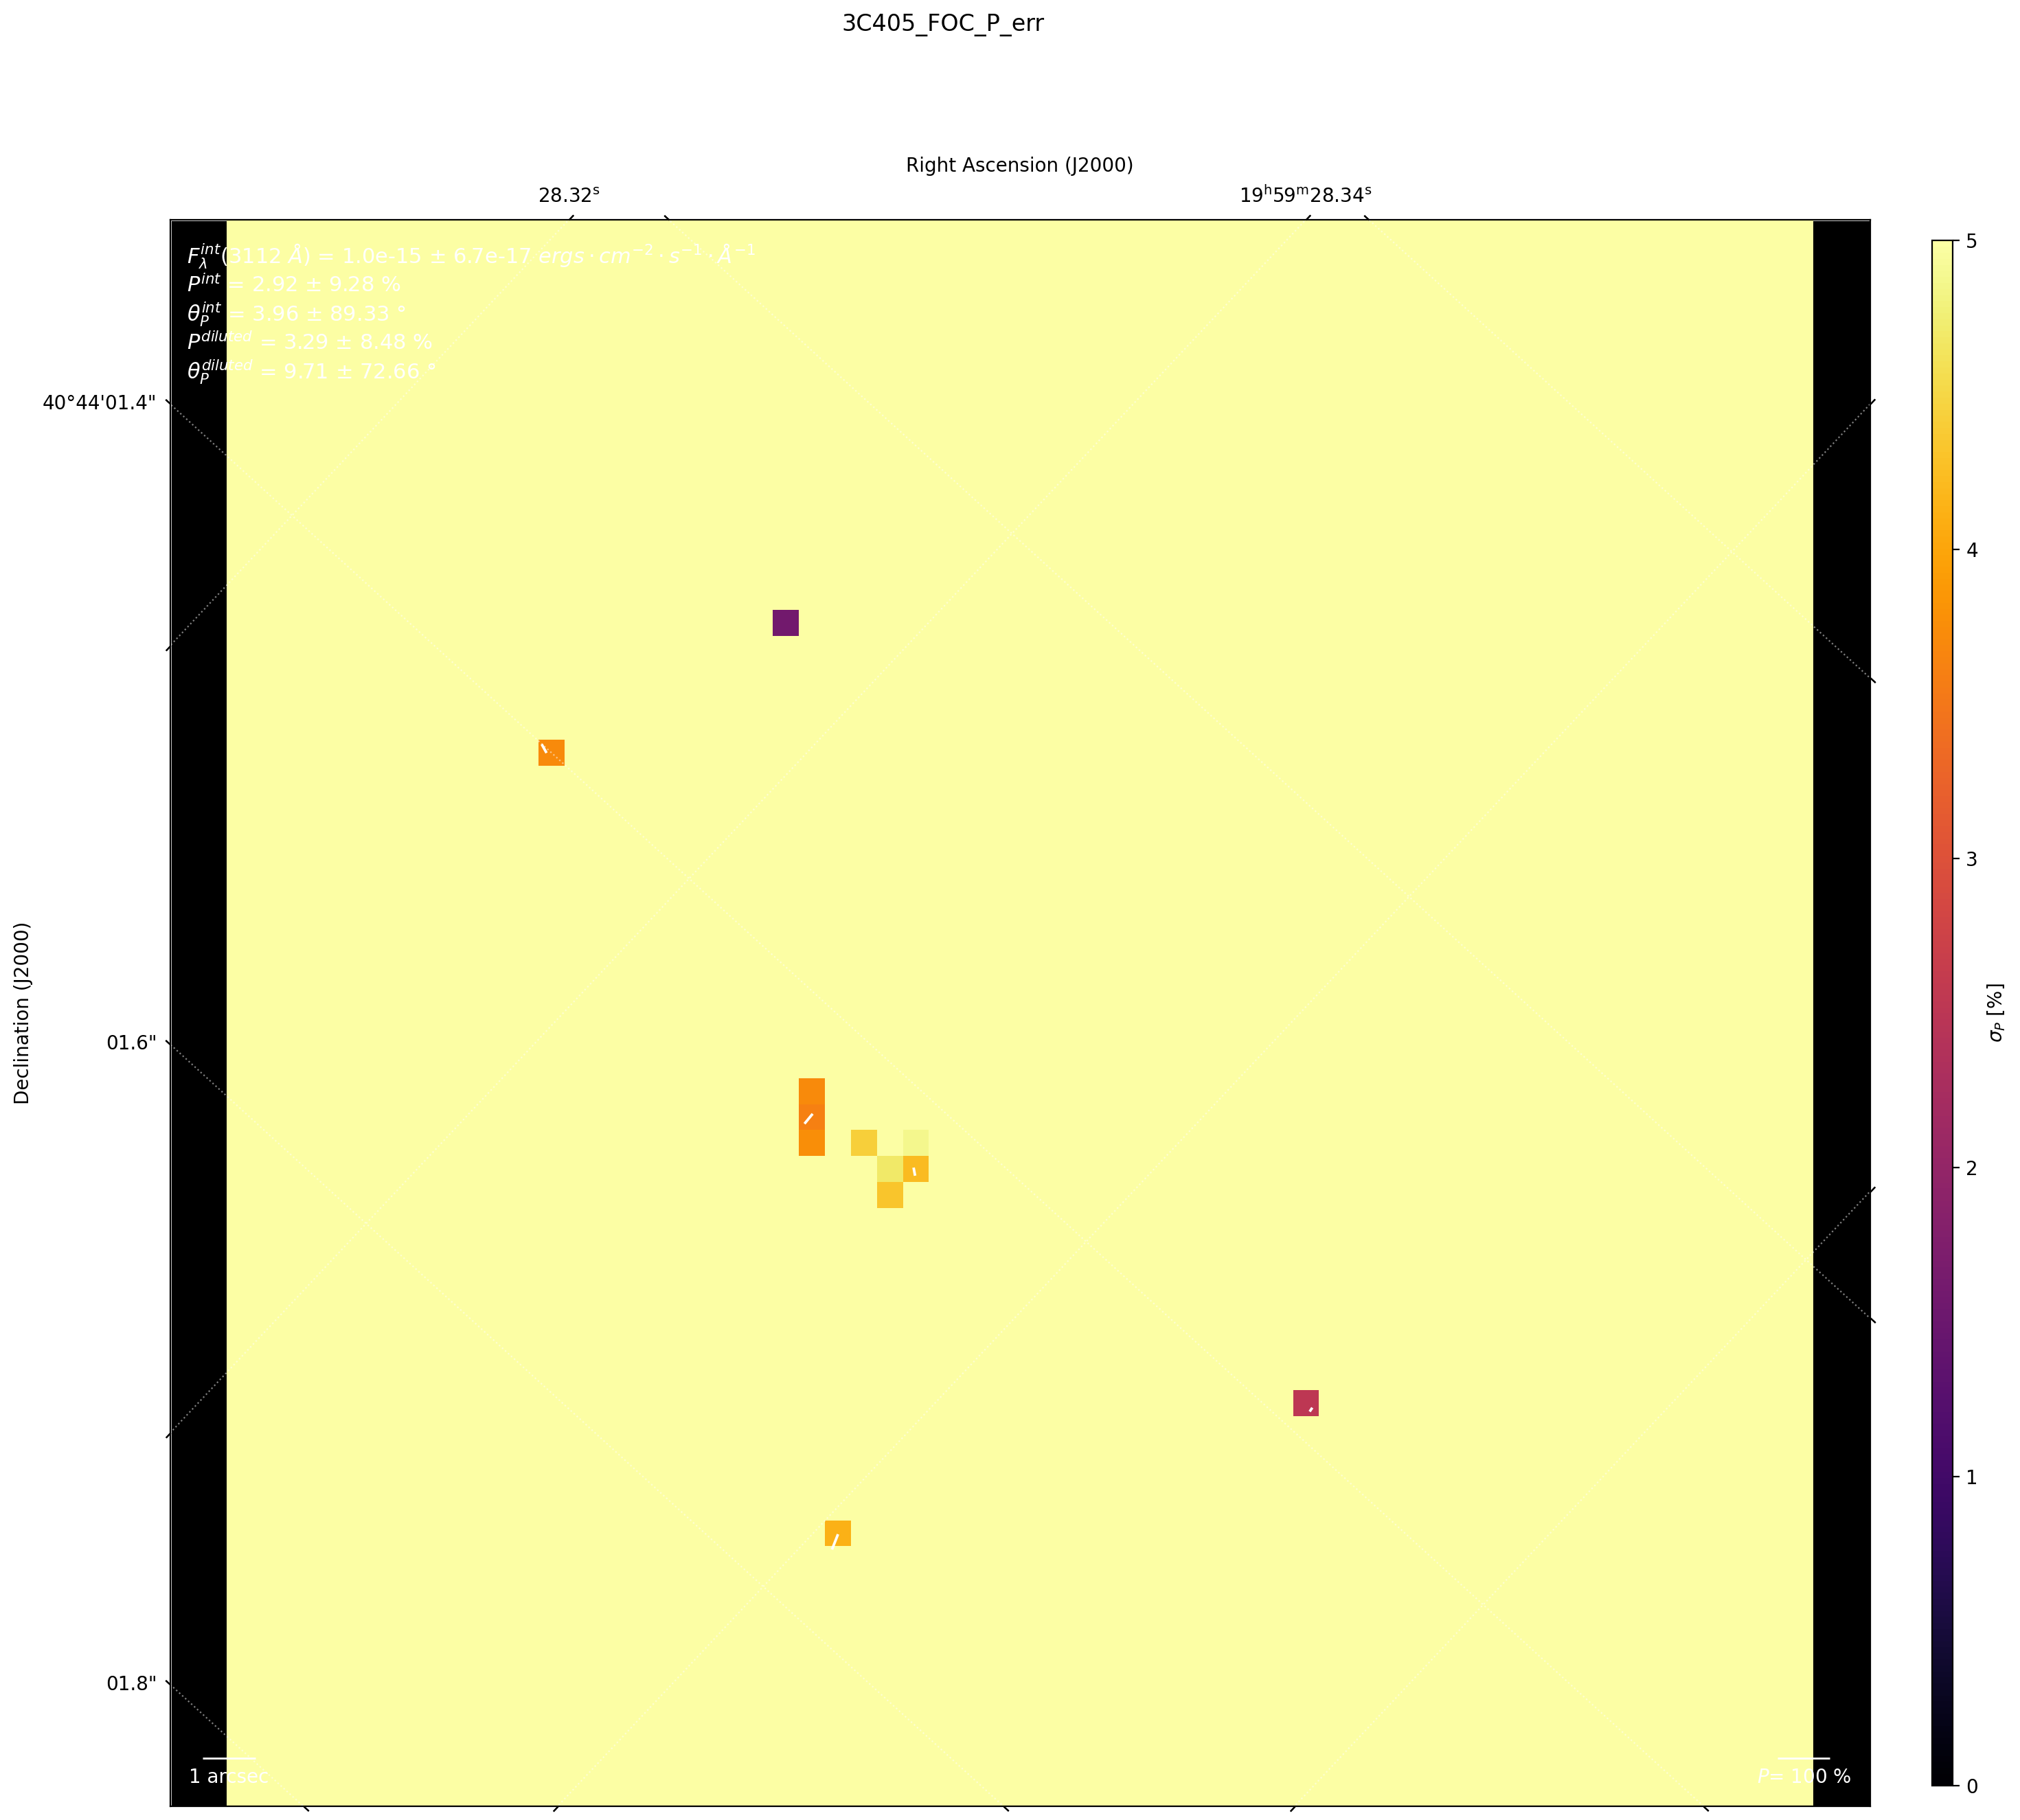 3C405_FOC_P_err
Right Ascension (J2000)
28.32ˢ 19ʰ59ᵐ28.34ˢ
F_λ^int (3112 Å) = 1.0e-15 ± 6.7e-17 ergs · cm⁻² · s⁻¹ · Å⁻¹
P^int = 2.92 ± 9.28 %
θ_P^int = 3.96 ± 89.33 °
P^diluted = 3.29 ± 8.48 %
θ_P^diluted = 9.71 ± 72.66 °
40°44'01.4"
01.6"
01.8"
Declination (J2000)
1 arcsec
P= 100 %
5
4
3
2
1
0
σ_P [%]